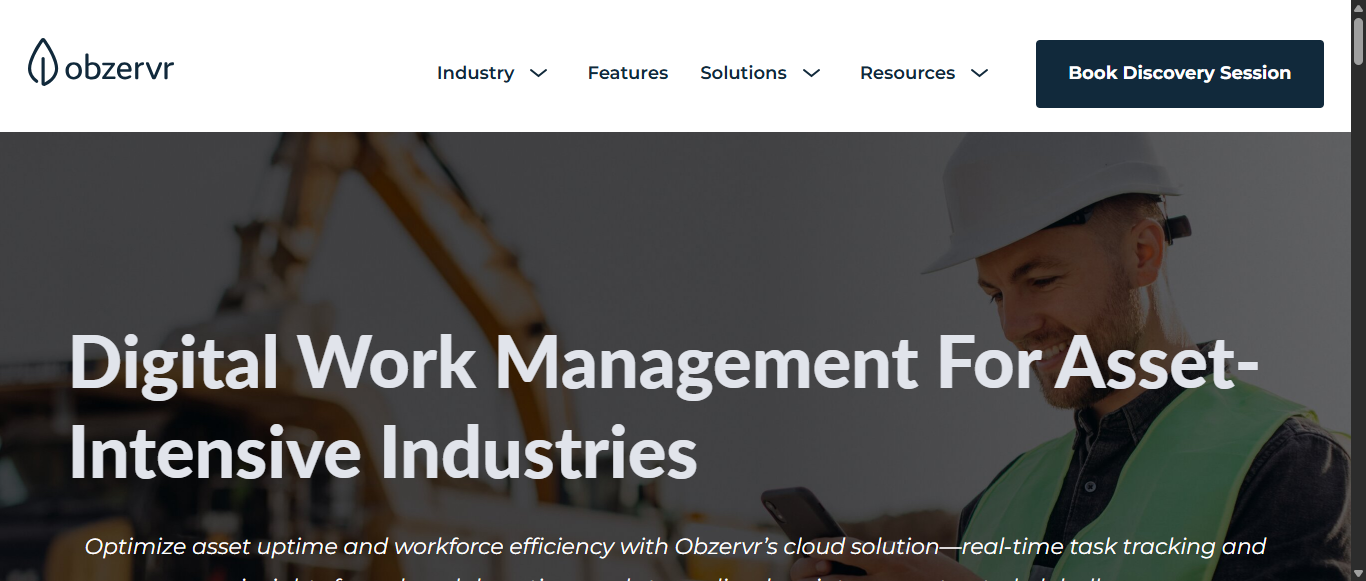 obzervr
Industry
Features
Solutions
Resources
Book Discovery Session
Digital Work Management For Asset-
Intensive Industries
Optimize asset uptime and workforce efficiency with Obzervr’s cloud solution—real-time task tracking and